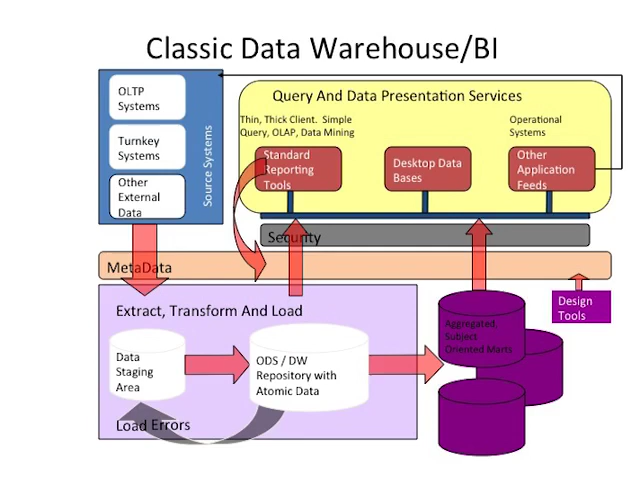 Classic Data Warehouse/BI
OLTP
Systems
Turnkey
Systems
Other
External
Data
Source Systems
Query And Data Presentation Services
Thin, Thick Client. Simple
Query, OLAP, Data Mining
Operational
Systems
Standard
Reporting
Tools
Desktop Data
Bases
Other
Application
Feeds
Security
MetaData
Extract, Transform And Load
Data
Staging
Area
ODS / DW
Repository with
Atomic Data
Load Errors
Aggregated,
Subject
Oriented Marts
Design
Tools